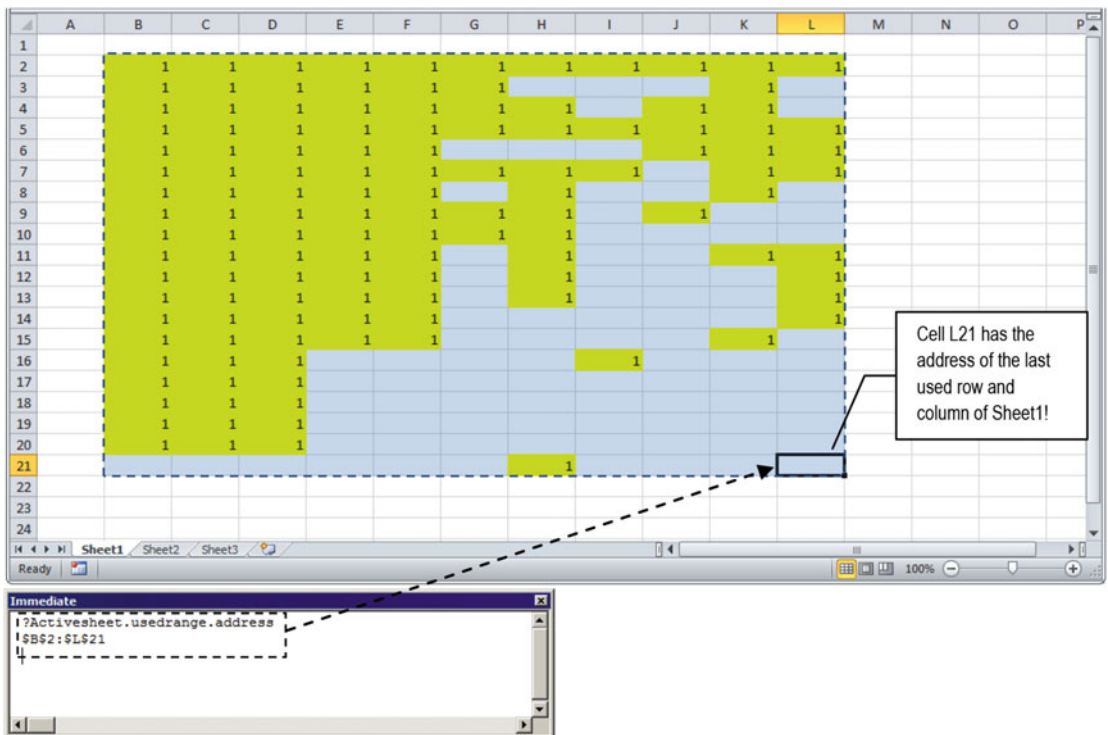 A B C D E F G H I J K L M N O P
1
2 1 1 1 1 1 1 1 1 1 1 1
3 1 1 1 1 1 1 1
4 1 1 1 1 1 1 1 1 1
5 1 1 1 1 1 1 1 1 1 1 1
6 1 1 1 1 1 1 1 1
7 1 1 1 1 1 1 1 1 1 1
8 1 1 1 1 1 1 1
9 1 1 1 1 1 1 1 1
10 1 1 1 1 1 1 1
11 1 1 1 1 1 1 1 1
12 1 1 1 1 1 1 1
13 1 1 1 1 1 1 1
14 1 1 1 1 1 1
15 1 1 1 1 1 1
16 1 1 1 1
17 1 1 1
18 1 1 1
19 1 1 1
20 1 1 1
21 1
22
23
24
Cell L21 has the
address of the last
used row and
column of Sheet1!
Sheet1 Sheet2 Sheet3
Ready 100%
Immediate
?Activesheet.usedrange.address
$B$2:$L$21